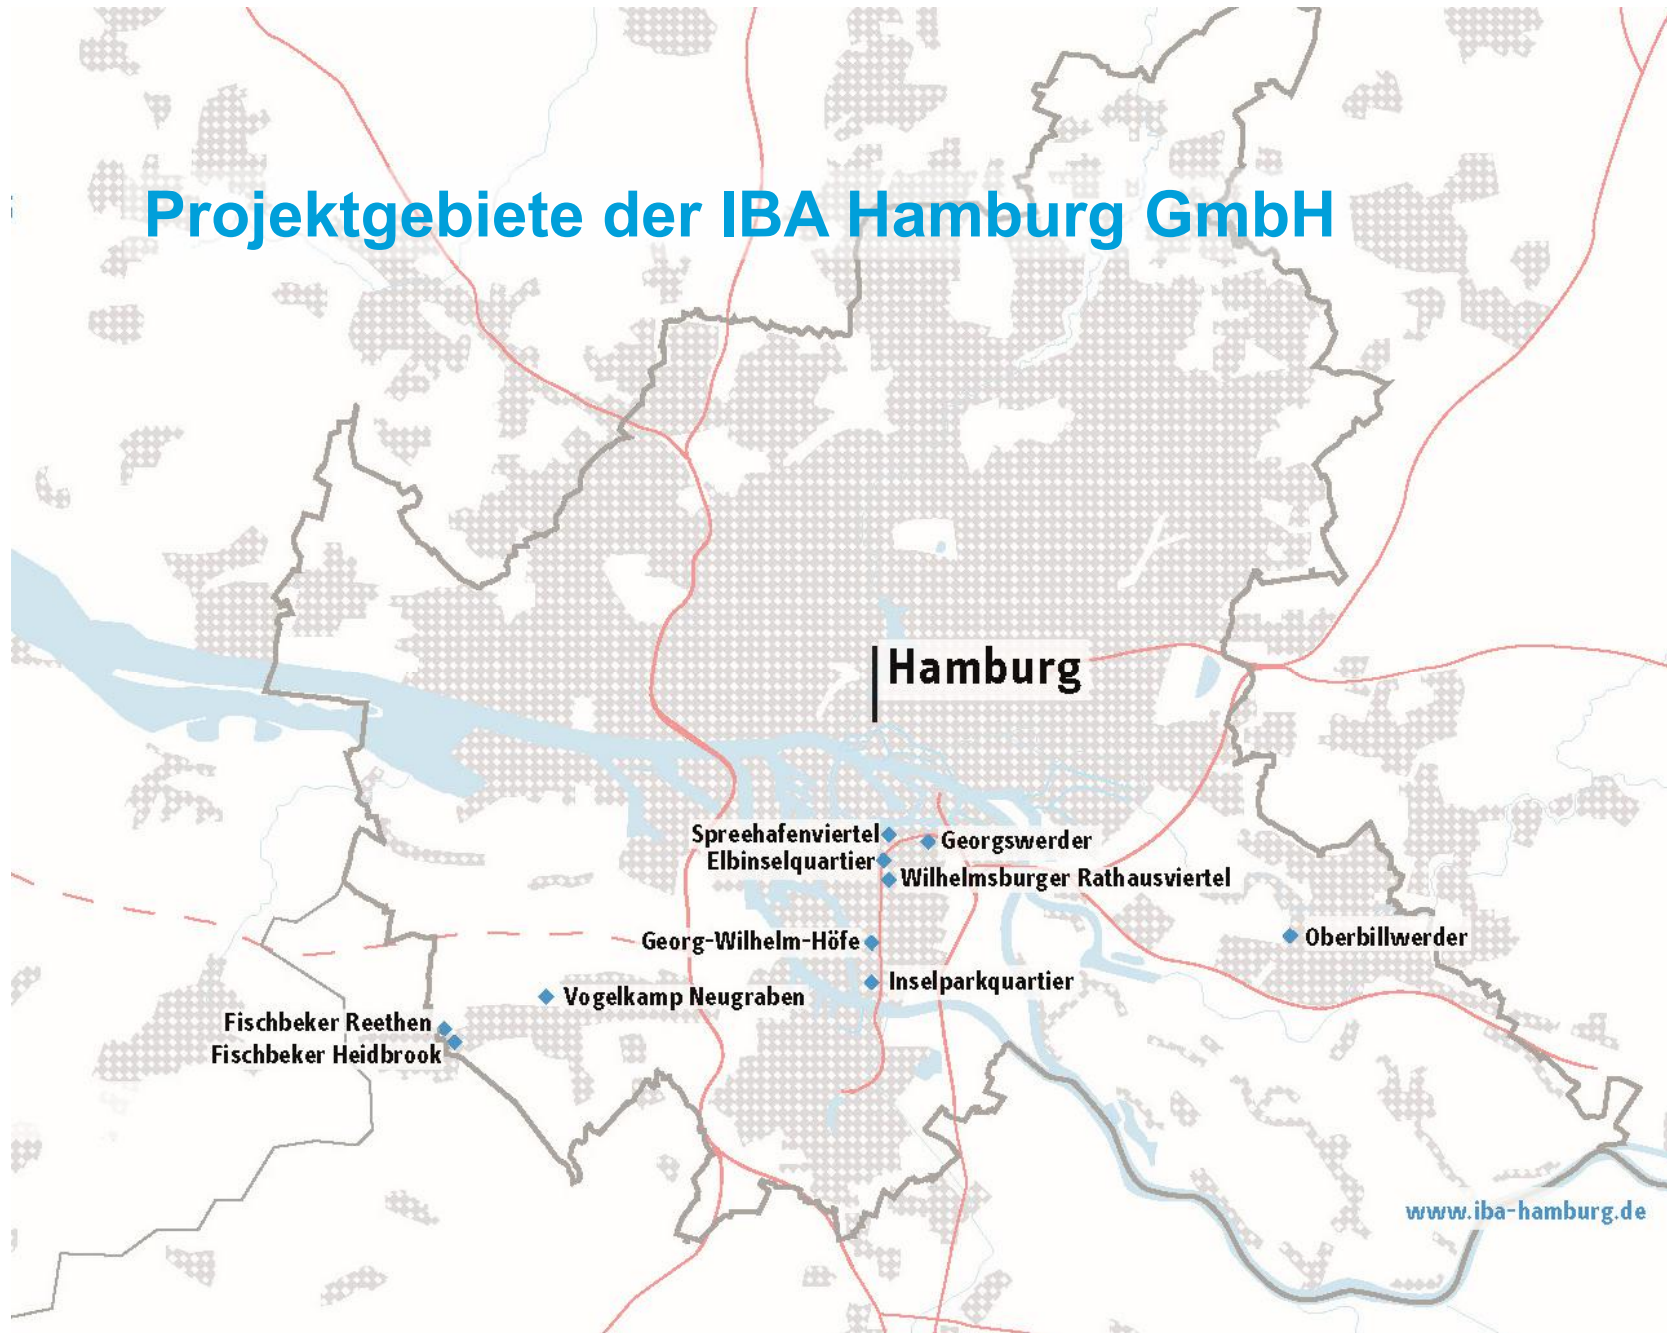 Projektgebiete der IBA Hamburg GmbH
Hamburg
Spreehafenviertel
Georgswerder
Elbinselquartier
Wilhelmsburger Rathausviertel
Georg-Wilhelm-Höfe
Oberbillwerder
Inselparkquartier
Vogelkamp Neugraben
Fischbeker Reethen
Fischbeker Heidbrook
www.iba-hamburg.de